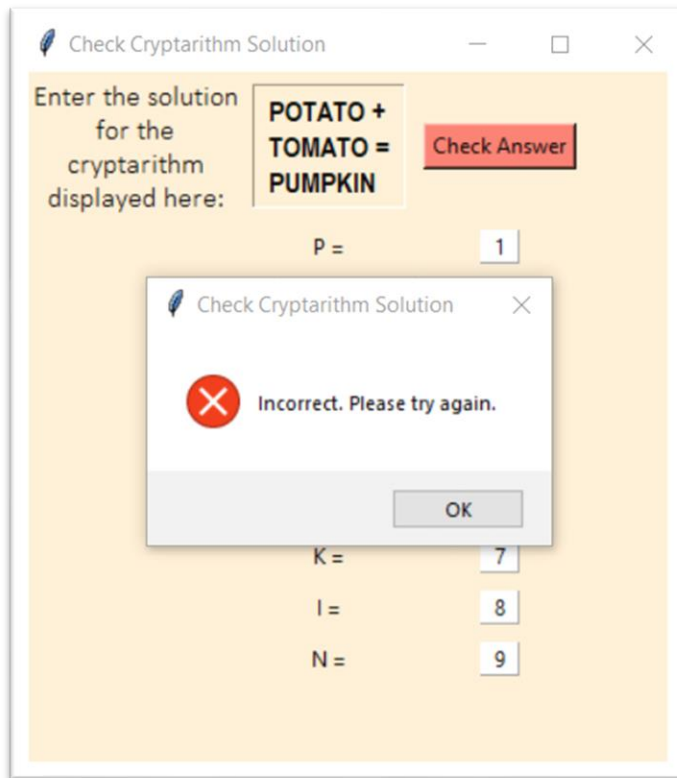 Check Cryptarithm Solution
Enter the solution
for the
cryptarithm
displayed here:
POTATO +
TOMATO =
PUMPKIN
Check Answer
P = 1
Check Cryptarithm Solution
Incorrect. Please try again.
OK
K = 7
I = 8
N = 9